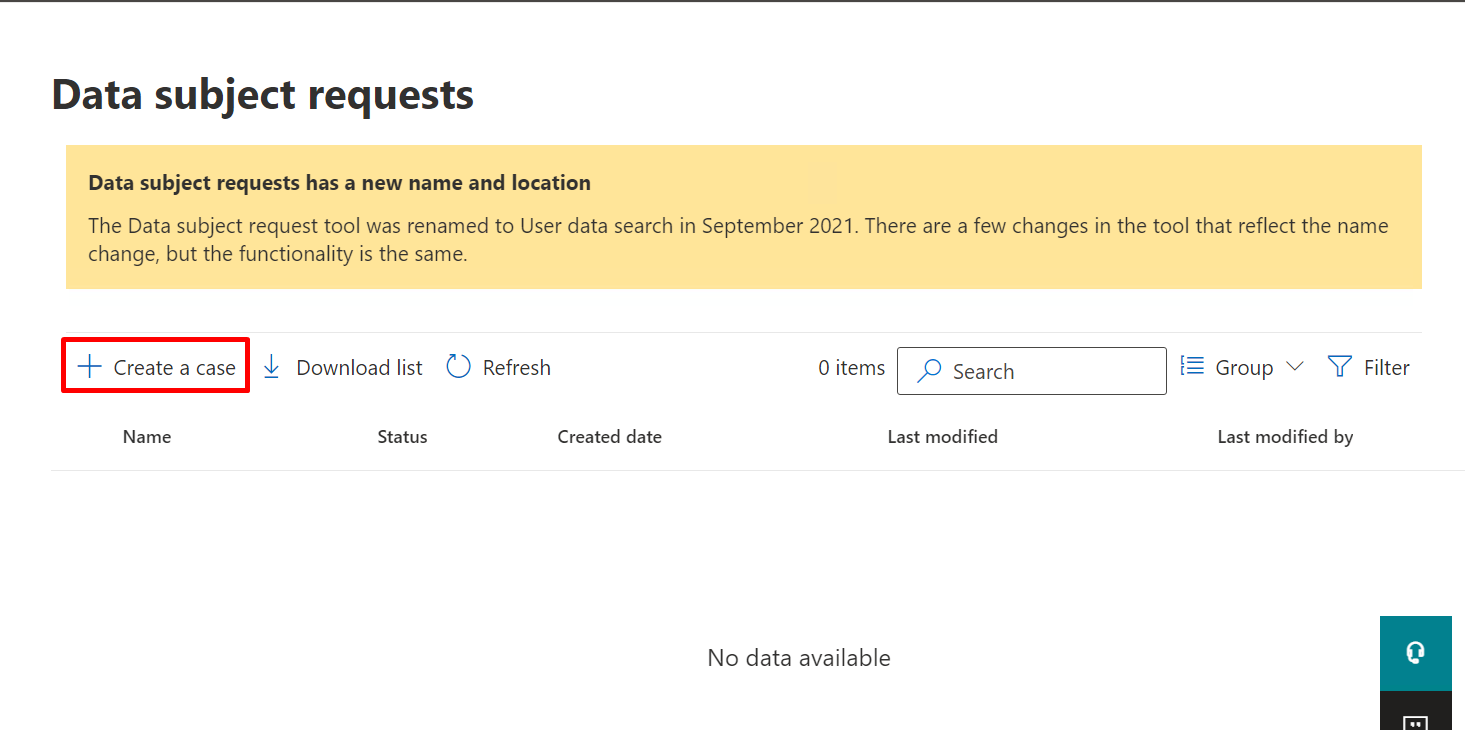 Data subject requests
Data subject requests has a new name and location
The Data subject request tool was renamed to User data search in September 2021. There are a few changes in the tool that reflect the name
change, but the functionality is the same.
Create a case Download list Refresh 0 items Search Group Filter
Name Status Created date Last modified Last modified by
No data available